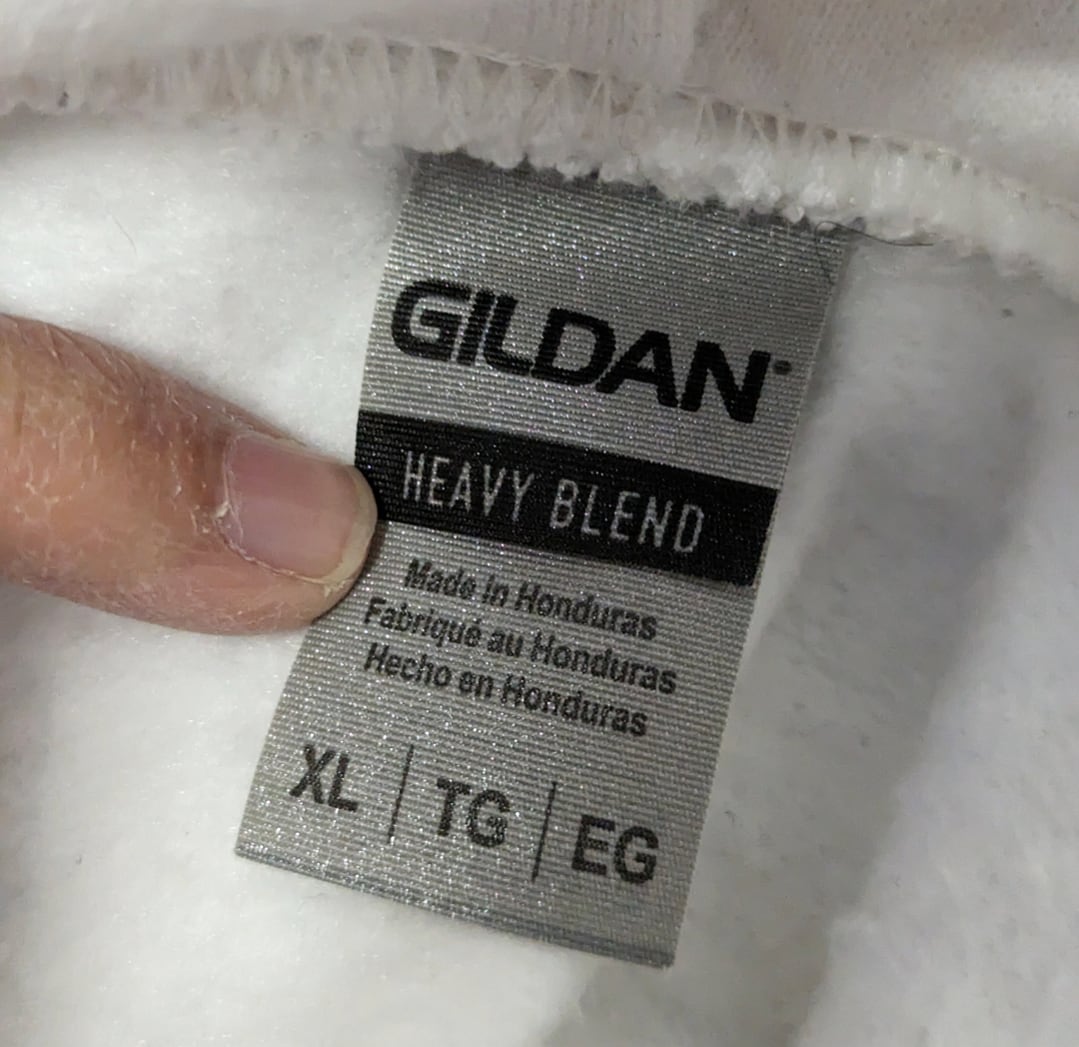 GILDAN®
HEAVY BLEND
Made in Honduras
Fabriqué au Honduras
Hecho en Honduras
XL | TG | EG